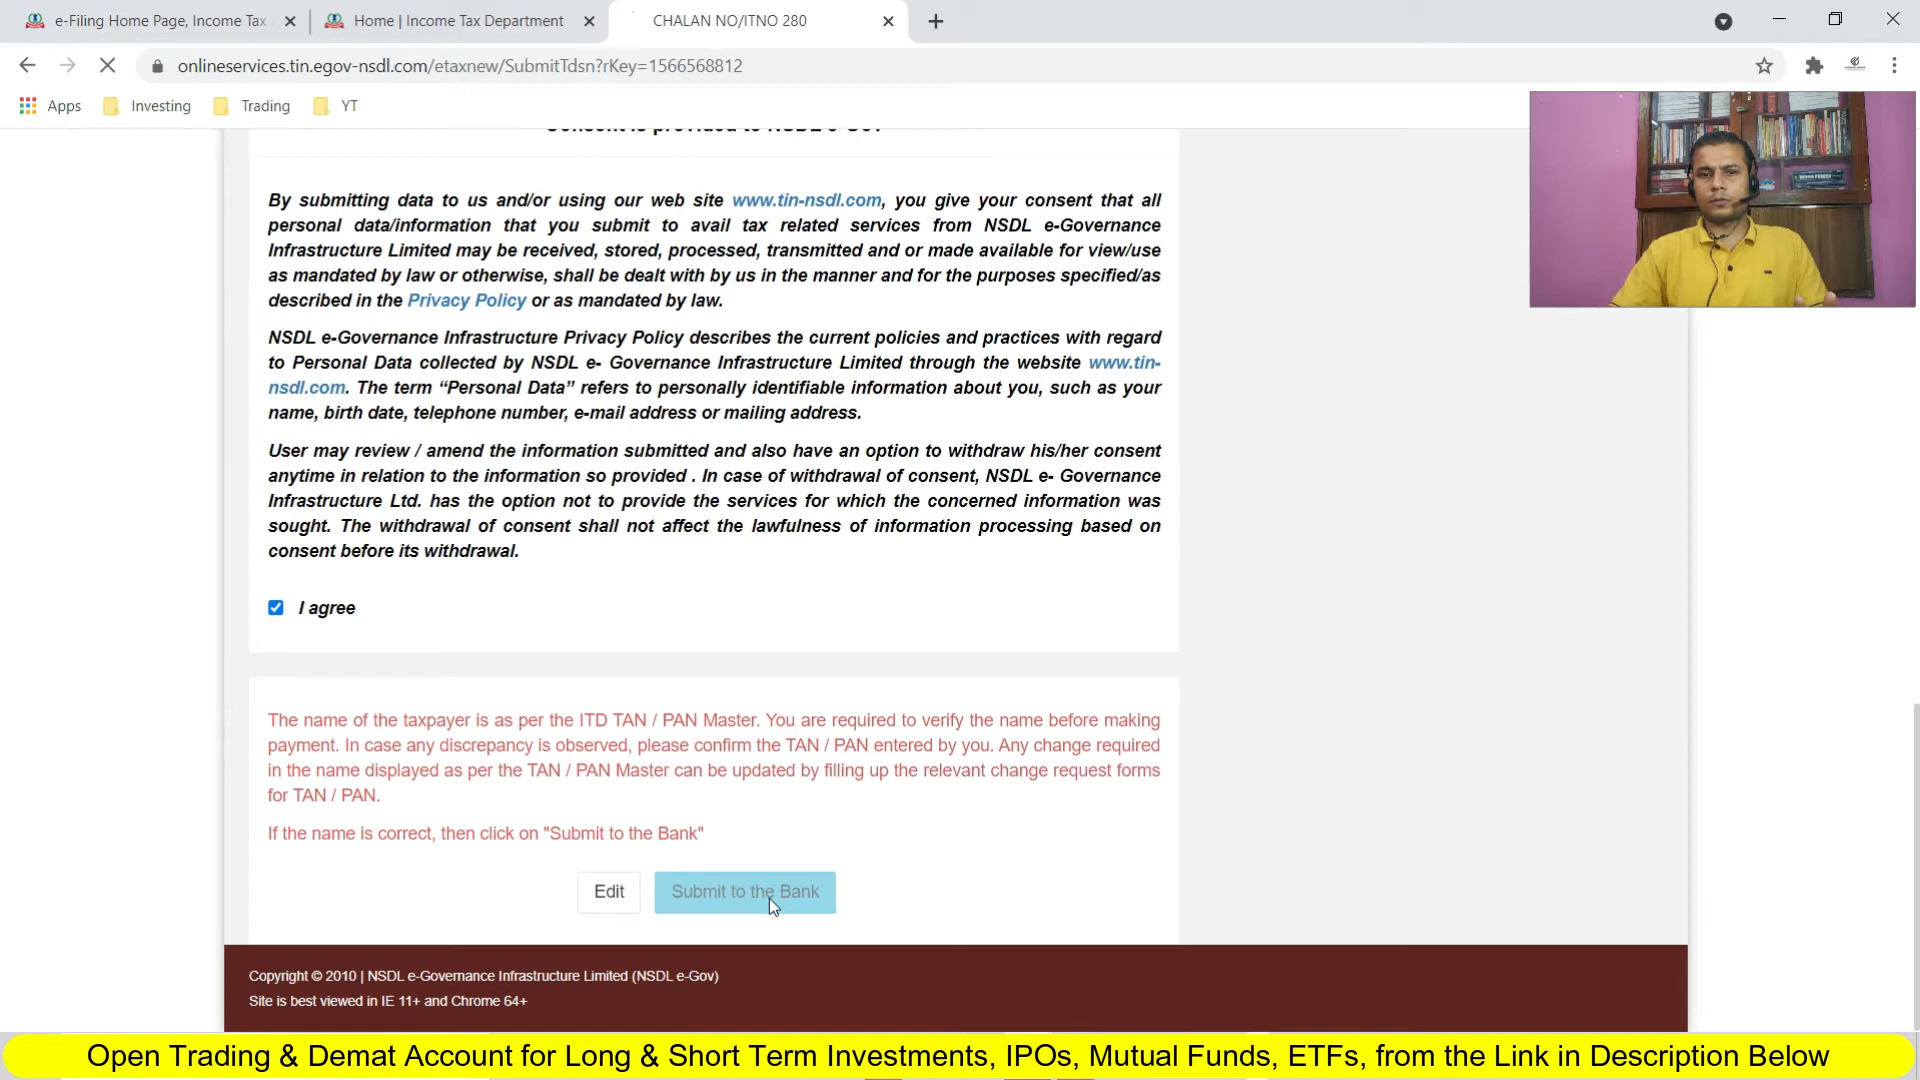 e-Filing Home Page, Income Tax
Home | Income Tax Department
CHALAN NO/ITNO 280
onlineservices.tin.egov-nsdl.com/etaxnew/SubmitTdsn?rKey=1566568812
Apps
Investing
Trading
YT
Consent is provided to NSDL e-Gov
By submitting data to us and/or using our web site www.tin-nsdl.com, you give your consent that all
personal data/information that you submit to avail tax related services from NSDL e-Governance
Infrastructure Limited may be received, stored, processed, transmitted and or made available for view/use
as mandated by law or otherwise, shall be dealt with by us in the manner and for the purposes specified/as
described in the Privacy Policy or as mandated by law.
NSDL e-Governance Infrastructure Privacy Policy describes the current policies and practices with regard
to Personal Data collected by NSDL e- Governance Infrastructure Limited through the website www.tin-
nsdl.com. The term “Personal Data” refers to personally identifiable information about you, such as your
name, birth date, telephone number, e-mail address or mailing address.
User may review / amend the information submitted and also have an option to withdraw his/her consent
anytime in relation to the information so provided . In case of withdrawal of consent, NSDL e- Governance
Infrastructure Ltd. has the option not to provide the services for which the concerned information was
sought. The withdrawal of consent shall not affect the lawfulness of information processing based on
consent before its withdrawal.
I agree
The name of the taxpayer is as per the ITD TAN / PAN Master. You are required to verify the name before making
payment. In case any discrepancy is observed, please confirm the TAN / PAN entered by you. Any change required
in the name displayed as per the TAN / PAN Master can be updated by filling up the relevant change request forms
for TAN / PAN.
If the name is correct, then click on "Submit to the Bank"
Edit
Submit to the Bank
Copyright © 2010 | NSDL e-Governance Infrastructure Limited (NSDL e-Gov)
Site is best viewed in IE 11+ and Chrome 64+
Open Trading & Demat Account for Long & Short Term Investments, IPOs, Mutual Funds, ETFs, from the Link in Description Below